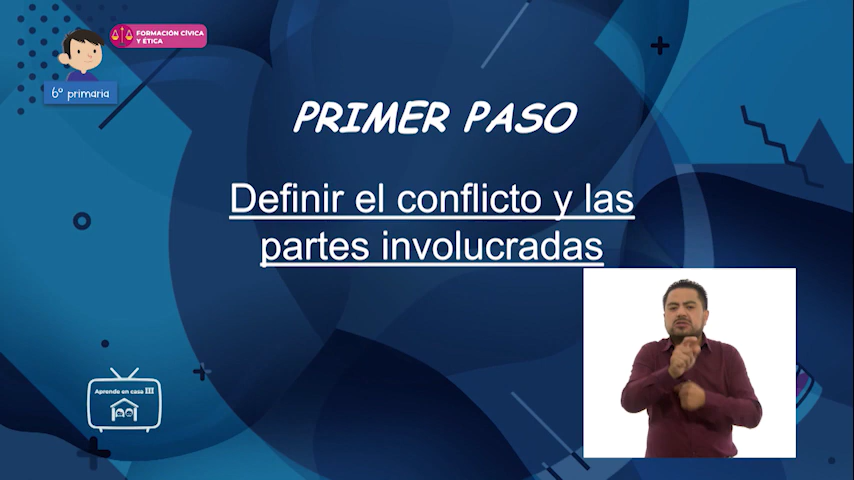 FORMACIÓN CÍVICA
Y ÉTICA
6º primaria
PRIMER PASO
Definir el conflicto y las
partes involucradas
Aprende en casa III